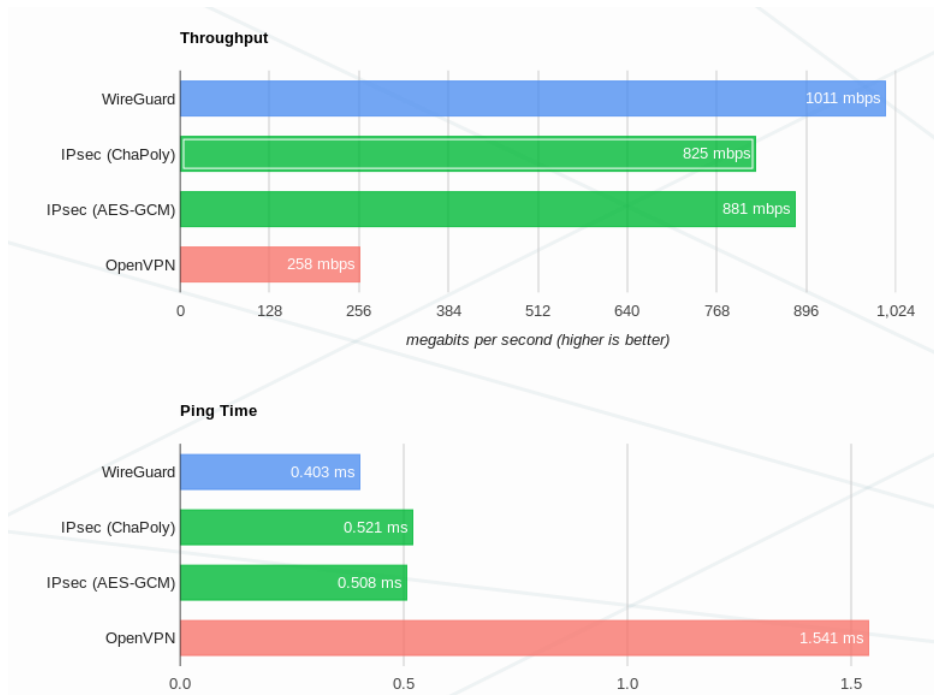 Throughput
WireGuard 1011 mbps
IPsec (ChaPoly) 825 mbps
IPsec (AES-GCM) 881 mbps
OpenVPN 258 mbps
0 128 256 384 512 640 768 896 1,024
megabits per second (higher is better)
Ping Time
WireGuard 0.403 ms
IPsec (ChaPoly) 0.521 ms
IPsec (AES-GCM) 0.508 ms
OpenVPN 1.541 ms
0.0 0.5 1.0 1.5